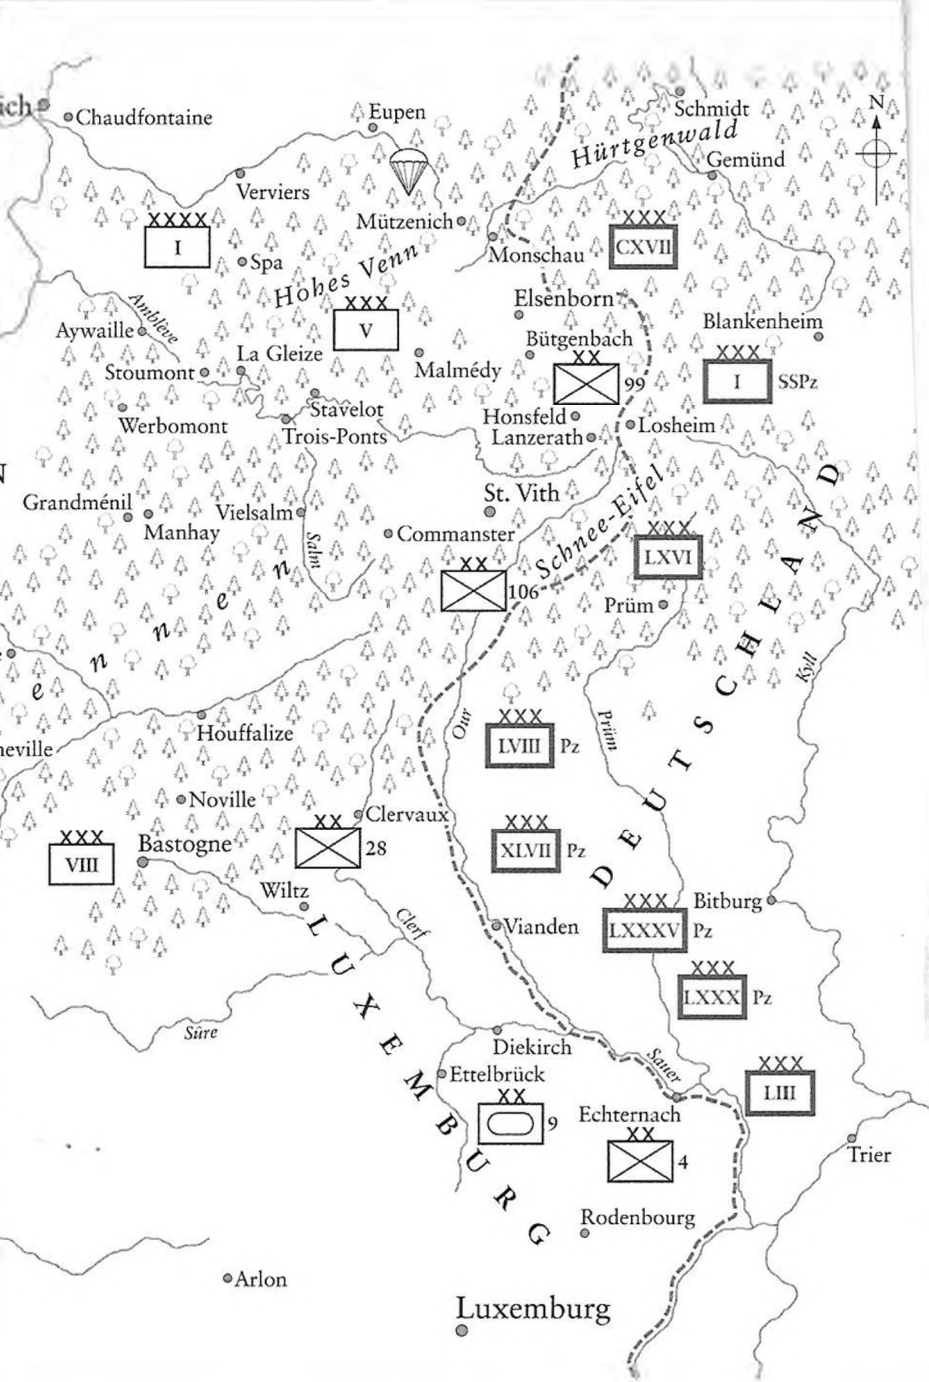 ich
Chaudfontaine
Eupen
Schmidt
N
Hürtgenwald
Gemünd
Verviers
Mützenich
XXXX
I
Monschau
XXX
CXVII
Spa
Hohes Venn
Elsenborn
XXX
V
Amblève
Aywaille
Bütgenbach
Blankenheim
La Gleize
Malmédy
XX
99
XXX
I
SSPz
Stoumont
Stavelot
Honsfeld
Werbomont
Trois-Ponts
Lanzerath
Losheim
N
St. Vith
Schnee-Eifel
Grandménil
Manhay
Vielsalm
Salm
Commanster
XXX
LXVI
XX
106
Prüm
ennen
DEUTSCHLAND
Kyll
Our
Prüm
Houffalize
neville
XXX
LVIII Pz
Noville
Clervaux
XX
28
XXX
XLVII Pz
XXX
VIII
Bastogne
Wiltz
Clerf
Vianden
XXX
LXXXV Pz
Bitburg
LUXEMBURG
XXX
LXXX Pz
Sûre
Diekirch
Sauer
Ettelbrück
XX
9
Echternach
XX
4
XXX
LIII
Trier
Rodenbourg
Arlon
Luxemburg